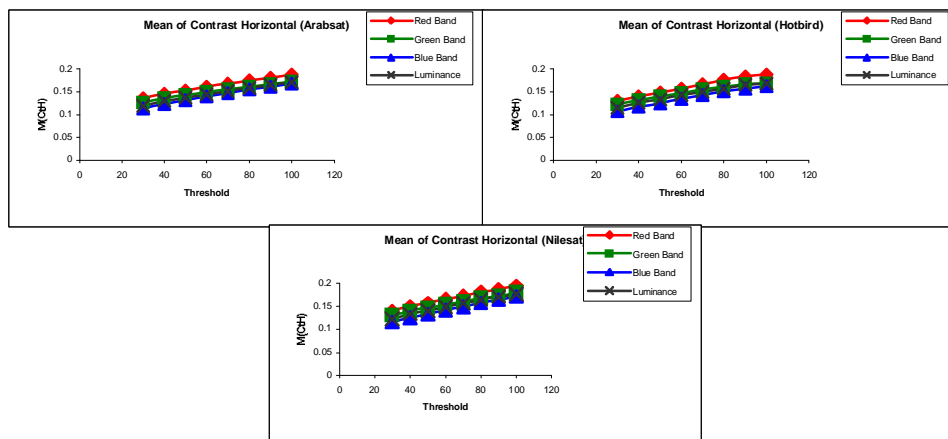 Mean of Contrast Horizontal (Arabsat)
Red Band
Green Band
Blue Band
Luminance
0.2
0.15
0.1
0.05
0
M(CtH)
0 20 40 60 80 100 120
Threshold
Mean of Contrast Horizontal (Hotbird)
Red Band
Green Band
Blue Band
Luminance
0.2
0.15
0.1
0.05
0
M(CtH)
0 20 40 60 80 100 120
Threshold
Mean of Contrast Horizontal (Nilesat
Red Band
Green Band
Blue Band
Luminance
0.2
0.15
0.1
0.05
0
M(CtH)
0 20 40 60 80 100 120
Threshold